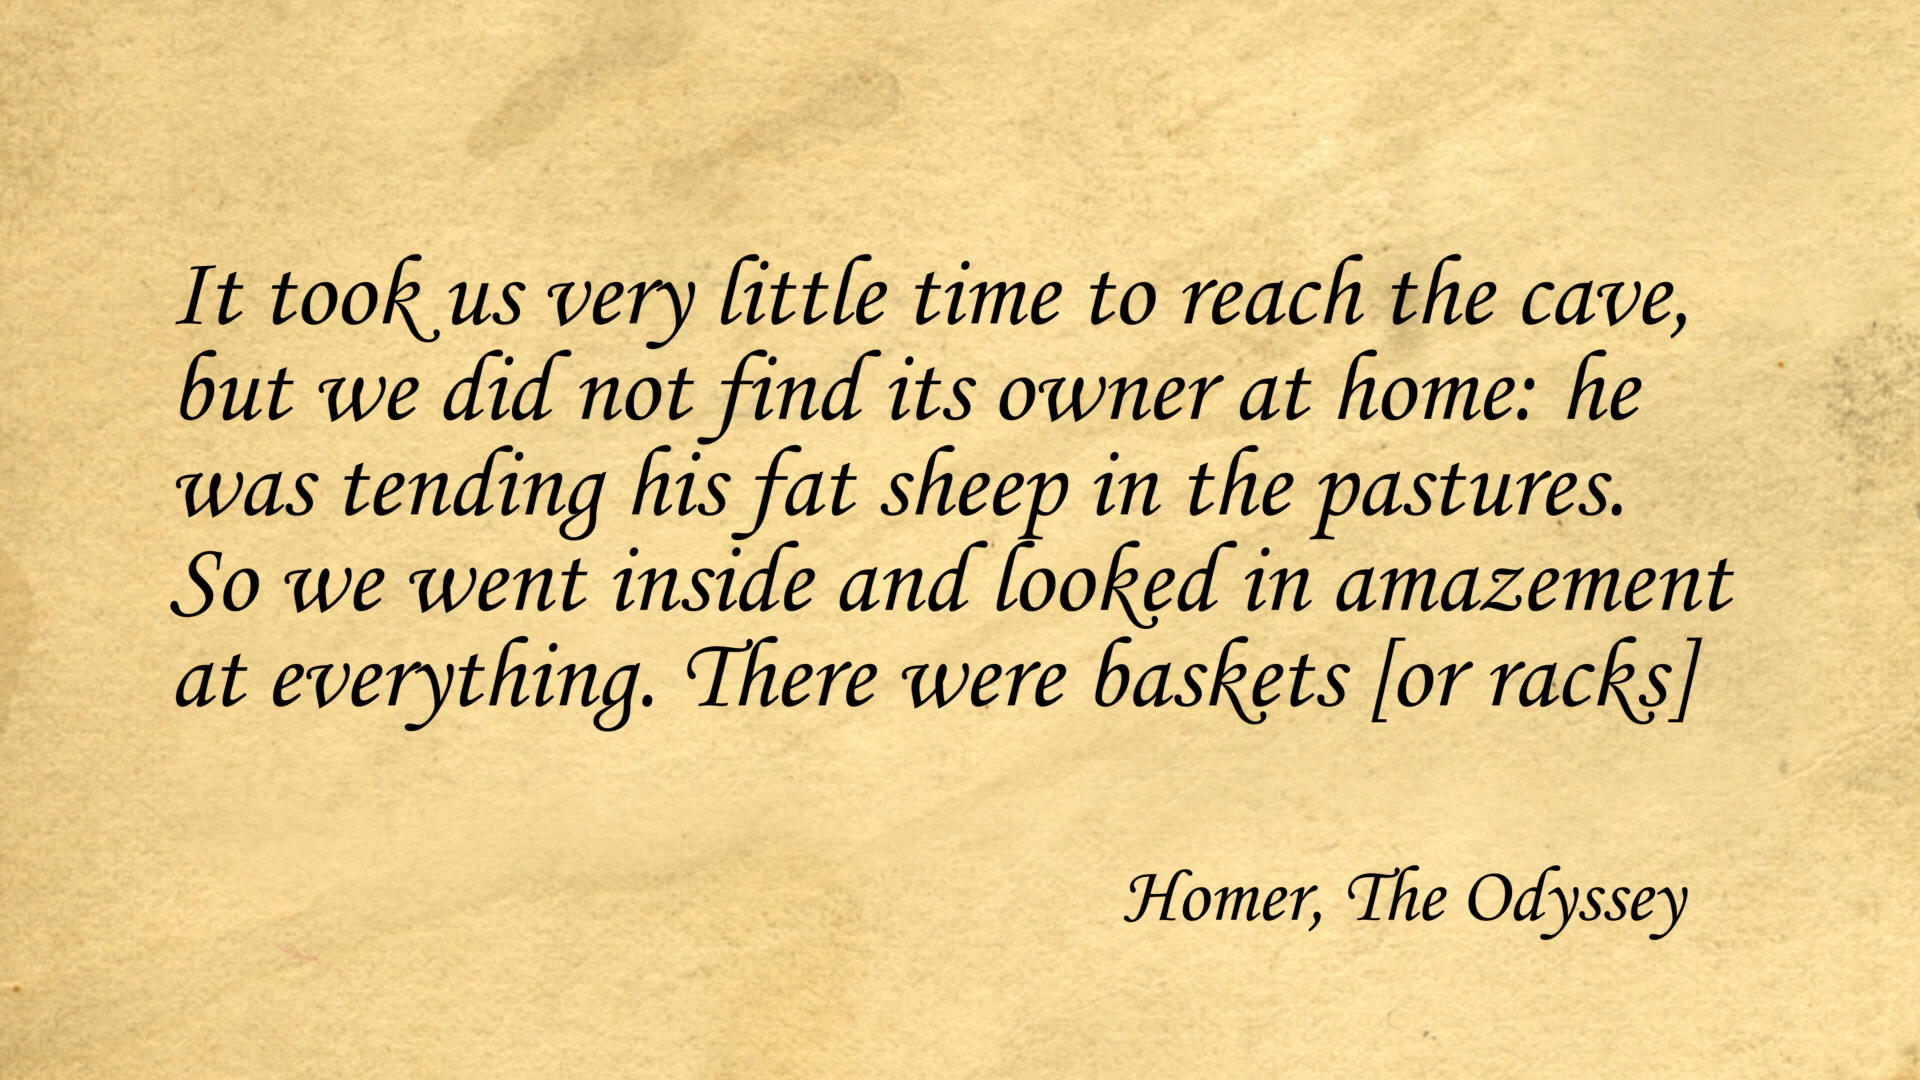 It took us very little time to reach the cave,
but we did not find its owner at home: he
was tending his fat sheep in the pastures.
So we went inside and looked in amazement
at everything. There were baskets [or racks]
Homer, The Odyssey